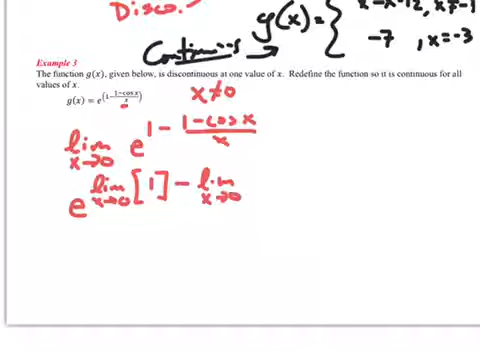 Disco.
g(x) = {
, x≠-1
-7 , x=-3
Continuous →
Example 3
The function g(x), given below, is discontinuous at one value of x. Redefine the function so it is continuous for all
values of x.
g(x) = e^(1-(1-cosx)/x)
x≠0
lim x→0 e^(1 - (1-cosx)/x)
e^(lim x→0 [1] - lim x→0